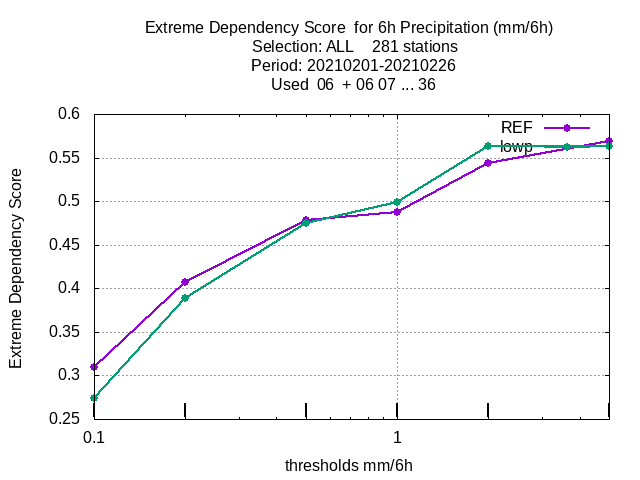 Extreme Dependency Score  for 6h Precipitation (mm/6h)
Selection: ALL    281 stations
Period: 20210201-20210226
Used  06  + 06 07 ... 36
REF
lowp
0.6
0.55
0.5
0.45
0.4
0.35
0.3
0.25
Extreme Dependency Score
0.1
1
thresholds mm/6h